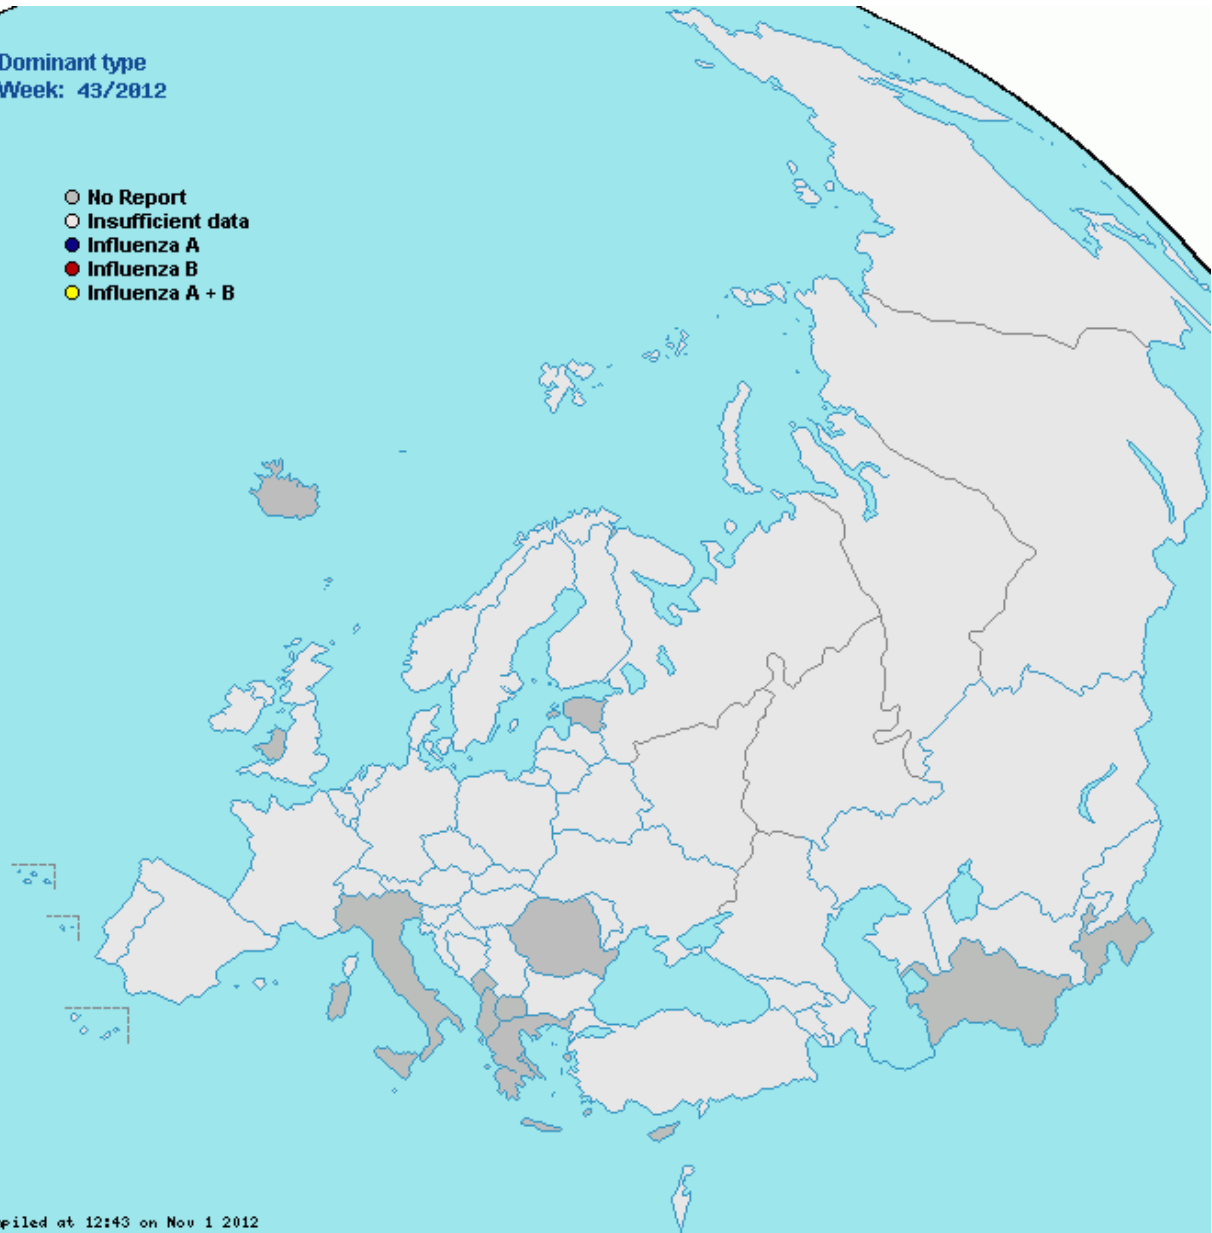 Dominant type
Week: 43/2012
No Report
Insufficient data
Influenza A
Influenza B
Influenza A + B
piled at 12:43 on Nov 1 2012